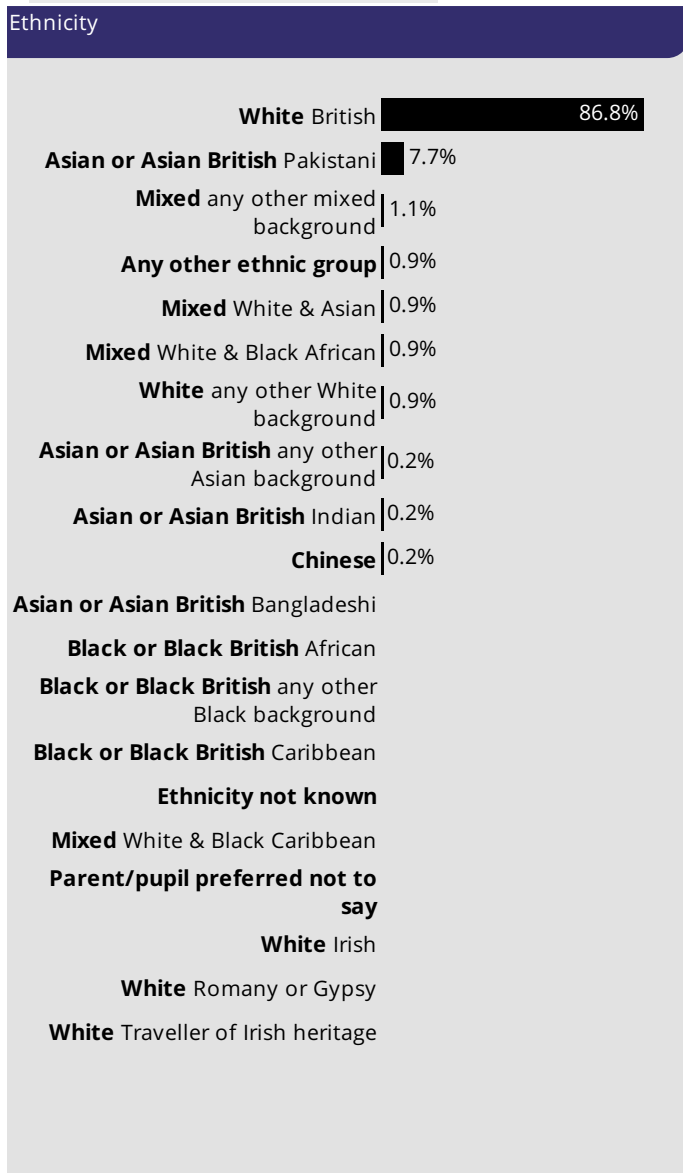 Ethnicity
White British 86.8%
Asian or Asian British Pakistani 7.7%
Mixed any other mixed
background 1.1%
Any other ethnic group 0.9%
Mixed White & Asian 0.9%
Mixed White & Black African 0.9%
White any other White
background 0.9%
Asian or Asian British any other
Asian background 0.2%
Asian or Asian British Indian 0.2%
Chinese 0.2%
Asian or Asian British Bangladeshi
Black or Black British African
Black or Black British any other
Black background
Black or Black British Caribbean
Ethnicity not known
Mixed White & Black Caribbean
Parent/pupil preferred not to
say
White Irish
White Romany or Gypsy
White Traveller of Irish heritage